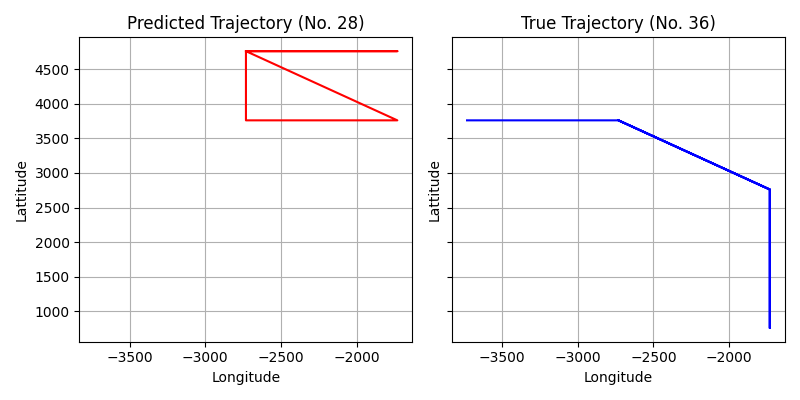 Predicted Trajectory (No. 28)
4500
4000
3500
3000
2500
2000
1500
1000
Lattitude
−3500 −3000 −2500 −2000
Longitude
True Trajectory (No. 36)
Lattitude
−3500 −3000 −2500 −2000
Longitude